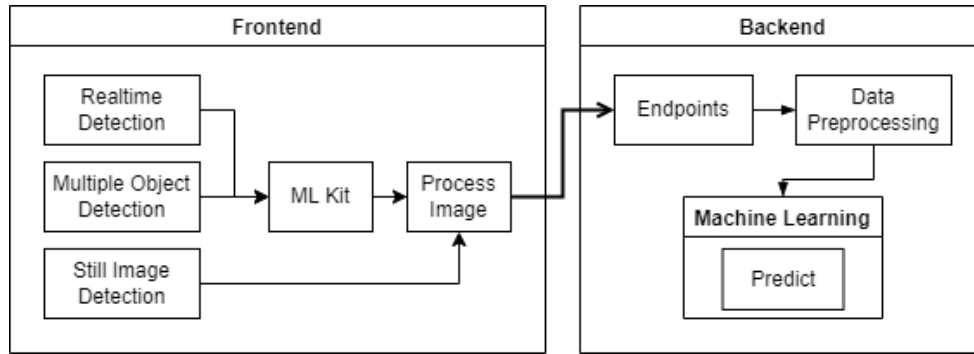 Frontend
Realtime
Detection
Multiple Object
Detection
Still Image
Detection
ML Kit
Process
Image
Backend
Endpoints
Data
Preprocessing
Machine Learning
Predict